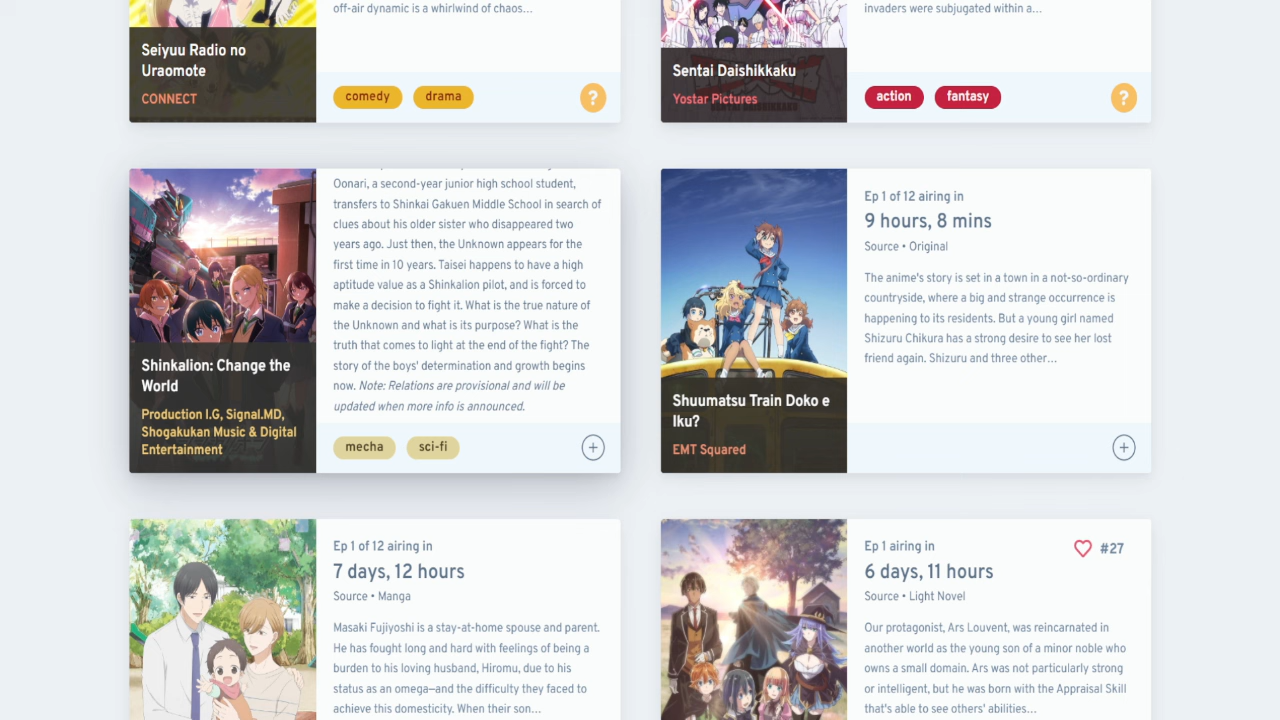 off-air dynamic is a whirlwind of chaos…
Seiyuu Radio no
Uraomote
CONNECT
comedy
drama
?
invaders were subjugated within a…
Sentai Daishikkaku
Yostar Pictures
action
fantasy
?
Oonari, a second-year junior high school student,
transfers to Shinkai Gakuen Middle School in search of
clues about his older sister who disappeared two
years ago. Just then, the Unknown appears for the
first time in 10 years. Taisei happens to have a high
aptitude value as a Shinkalion pilot, and is forced to
make a decision to fight it. What is the true nature of
the Unknown and what is its purpose? What is the
truth that comes to light at the end of the fight? The
story of the boys' determination and growth begins
now. Note: Relations are provisional and will be
updated when more info is announced.
Shinkalion: Change the
World
Production I.G, Signal.MD,
Shogakukan Music & Digital
Entertainment
mecha
sci-fi
Ep 1 of 12 airing in
9 hours, 8 mins
Source • Original
The anime's story is set in a town in a not-so-ordinary
countryside, where a big and strange occurrence is
happening to its residents. But a young girl named
Shizuru Chikura has a strong desire to see her lost
friend again. Shizuru and three other…
Shuumatsu Train Doko e
Iku?
EMT Squared
Ep 1 of 12 airing in
7 days, 12 hours
Source • Manga
Masaki Fujiyoshi is a stay-at-home spouse and parent.
He has fought long and hard with feelings of being a
burden to his loving husband, Hiromu, due to his
status as an omega—and the difficulty they faced to
achieve this domesticity. When their son…
Ep 1 airing in
#27
6 days, 11 hours
Source • Light Novel
Our protagonist, Ars Louvent, was reincarnated in
another world as the young son of a minor noble who
owns a small domain. Ars was not particularly strong
or intelligent, but he was born with the Appraisal Skill
that's able to see others' abilities…